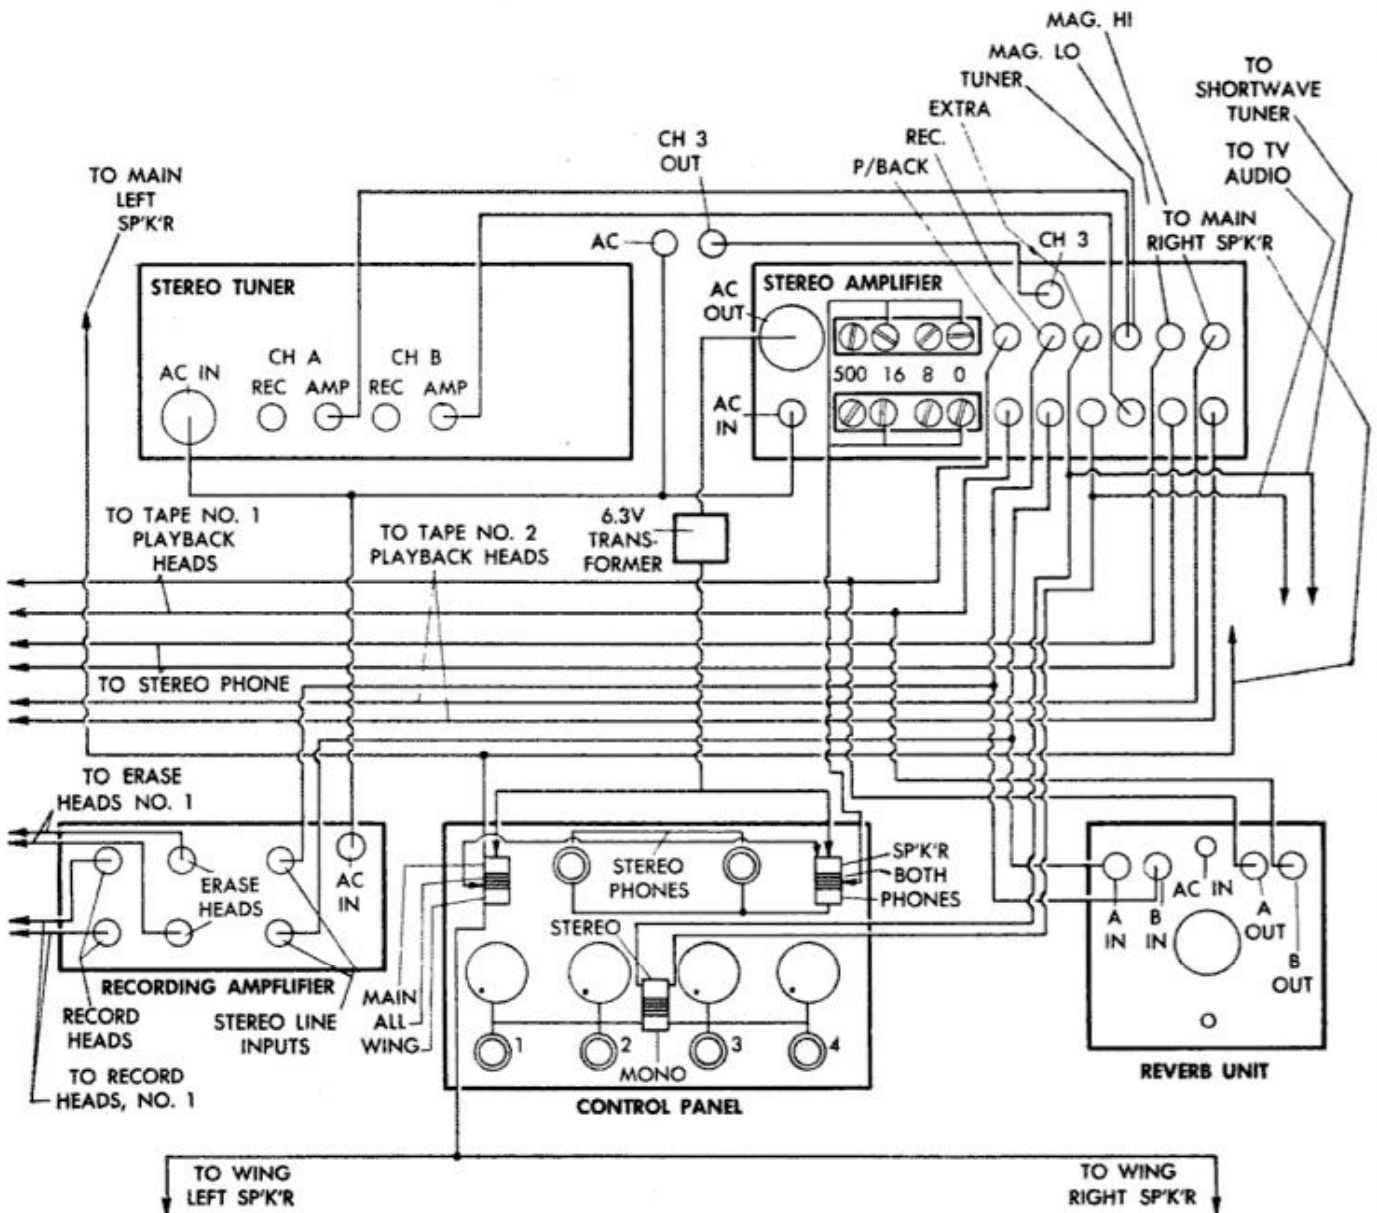 MAG. HI
MAG. LO
TUNER
EXTRA
REC.
P/BACK
TO
SHORTWAVE
TUNER
TO TV
AUDIO
TO MAIN
RIGHT SP'K'R
CH 3
OUT
TO MAIN
LEFT
SP'K'R
AC
CH 3
STEREO TUNER
AC IN
CH A
CH B
REC
AMP
REC
AMP
STEREO AMPLIFIER
AC
OUT
500 16 8 0
AC
IN
TO TAPE NO. 1
PLAYBACK
HEADS
TO TAPE NO. 2
PLAYBACK HEADS
6.3V
TRANS-
FORMER
TO STEREO PHONE
TO ERASE
HEADS NO. 1
ERASE
HEADS
AC
IN
RECORDING AMPFLIFIER
RECORD
HEADS
STEREO LINE
INPUTS
TO RECORD
HEADS, NO. 1
MAIN
ALL
WING
STEREO
PHONES
SP'K'R
BOTH
PHONES
STEREO
1
2
3
4
MONO
CONTROL PANEL
A
IN
B
IN
AC IN
A
OUT
B
OUT
REVERB UNIT
TO WING
LEFT SP'K'R
TO WING
RIGHT SP'K'R